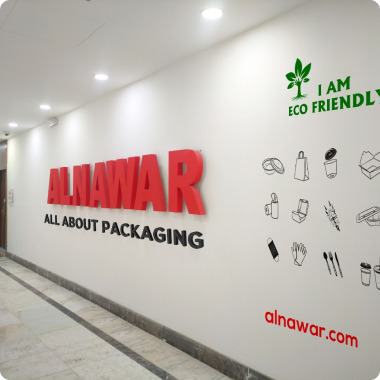 I AM
ECO FRIENDLY
ALNAWAR
ALL ABOUT PACKAGING
alnawar.com